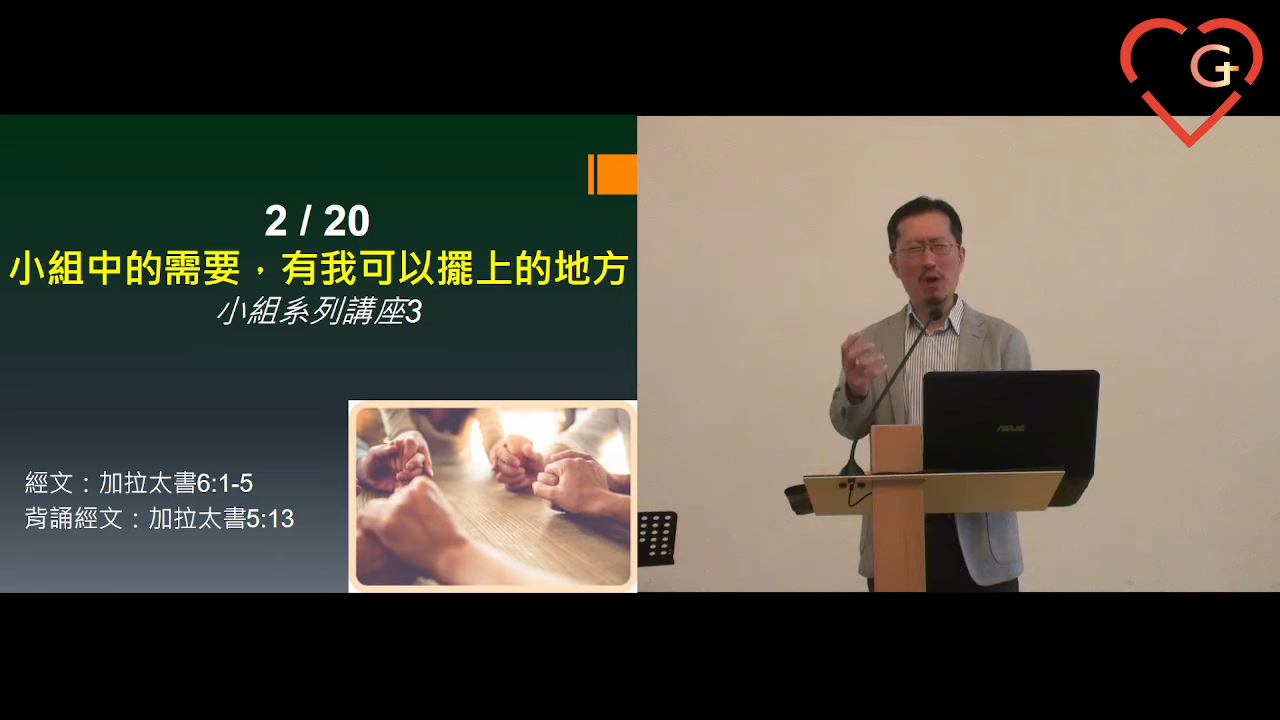 2 / 20
小組中的需要，有我可以擺上的地方
小組系列講座3
經文：加拉太書6:1-5
背誦經文：加拉太書5:13
ASUS
G